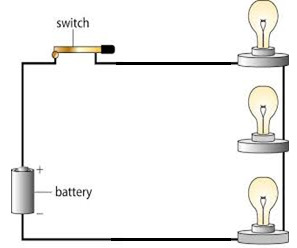 switch
+
battery
−